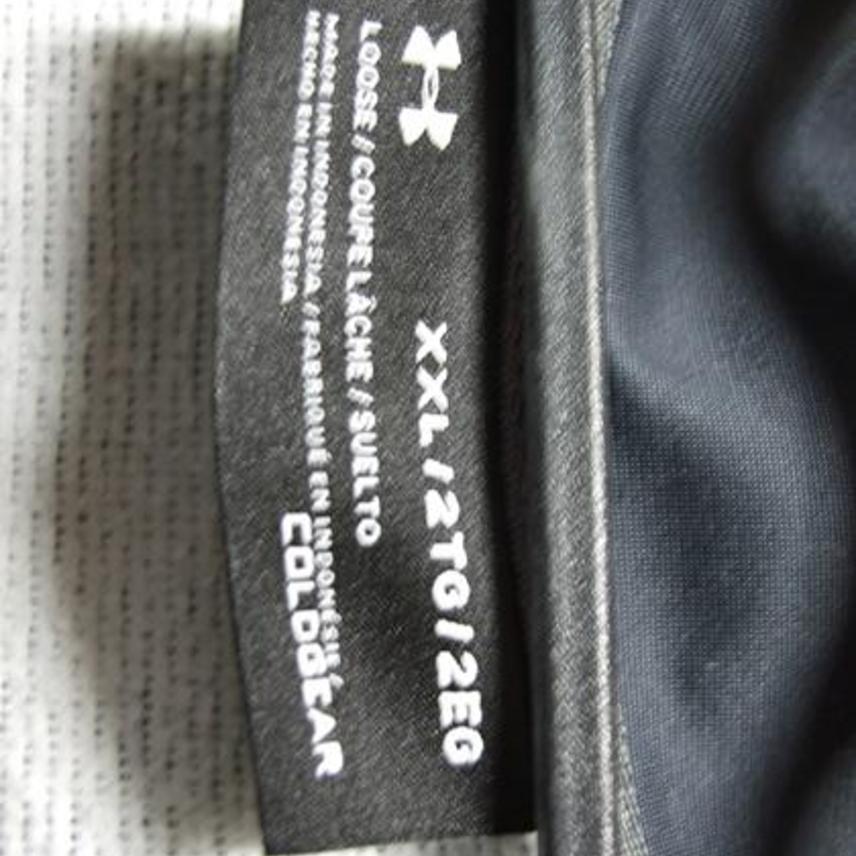 XXL/2TG/2EG
LOOSE/COUPE LÂCHE/SUELTO
MADE IN INDONESIA/FABRIQUÉ EN INDONÉSIE/
HECHO EN INDONESIA
COLDGEAR